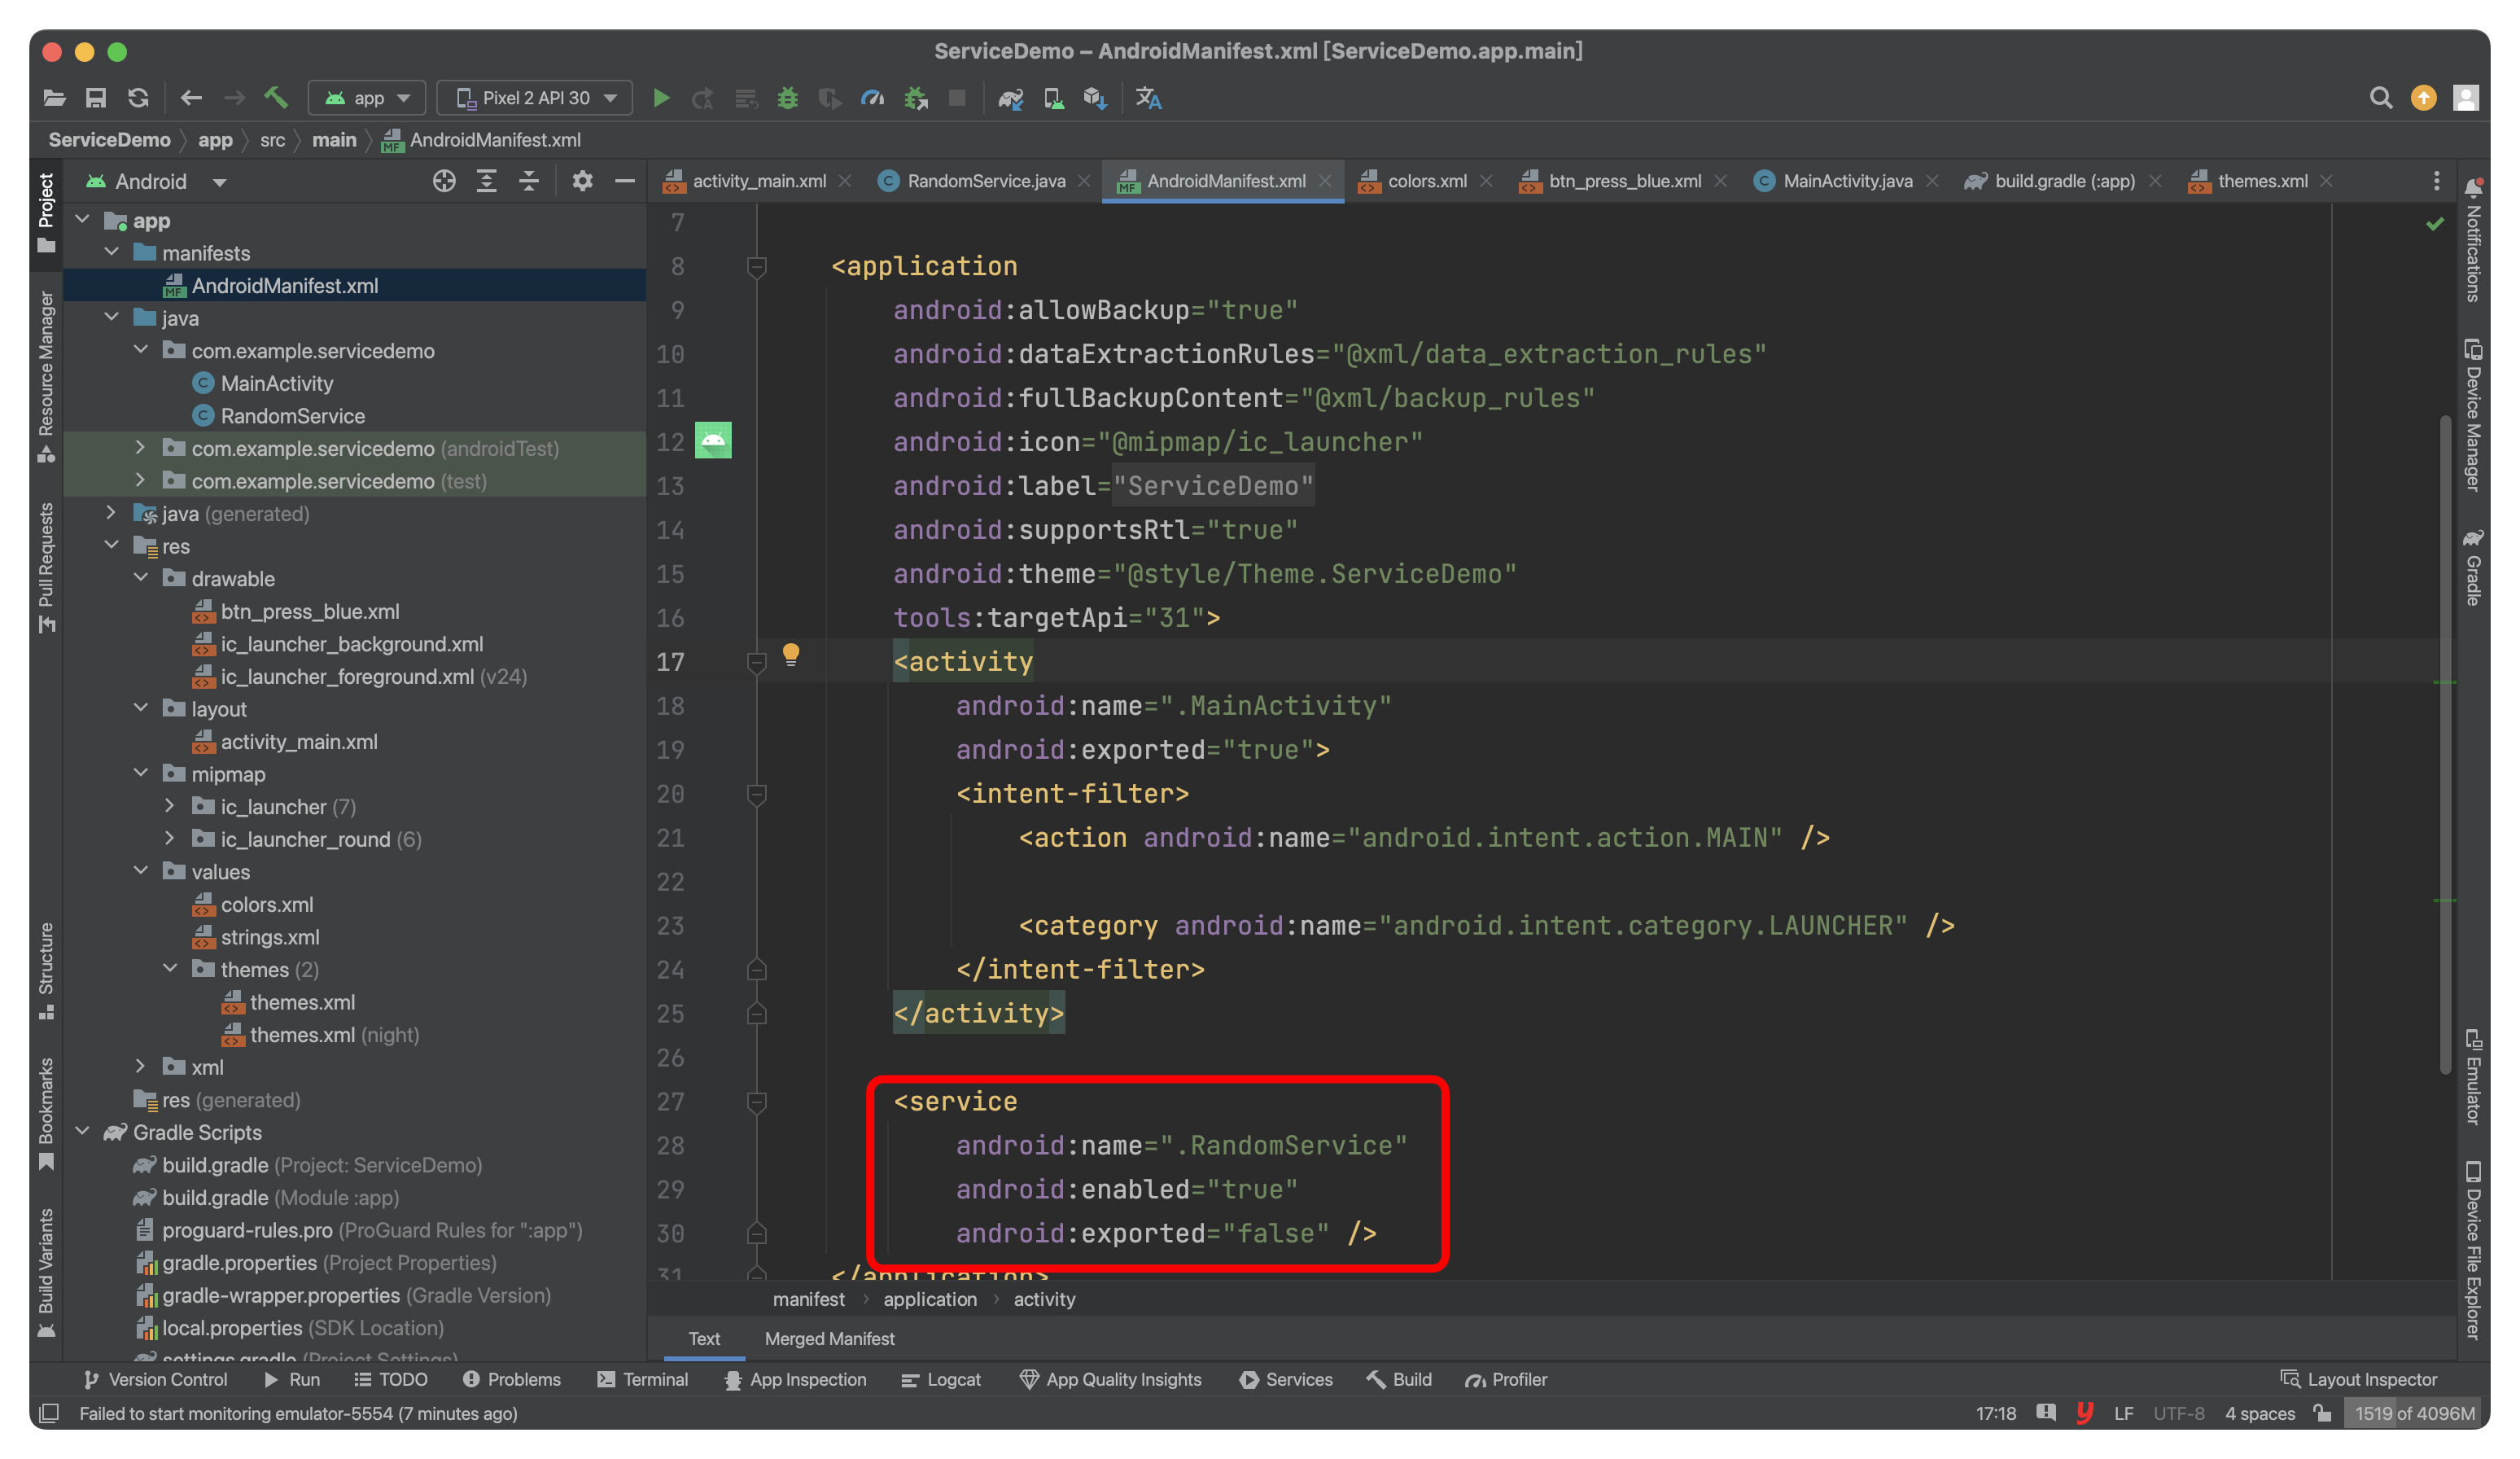 ServiceDemo – AndroidManifest.xml [ServiceDemo.app.main]
app
Pixel 2 API 30
ServiceDemo
app
src
main
AndroidManifest.xml
Project
Resource Manager
Pull Requests
Structure
Bookmarks
Build Variants
Android
app
manifests
AndroidManifest.xml
java
com.example.servicedemo
MainActivity
RandomService
com.example.servicedemo (androidTest)
com.example.servicedemo (test)
java (generated)
res
drawable
btn_press_blue.xml
ic_launcher_background.xml
ic_launcher_foreground.xml (v24)
layout
activity_main.xml
mipmap
ic_launcher (7)
ic_launcher_round (6)
values
colors.xml
strings.xml
themes (2)
themes.xml
themes.xml (night)
xml
res (generated)
Gradle Scripts
build.gradle (Project: ServiceDemo)
build.gradle (Module :app)
proguard-rules.pro (ProGuard Rules for ":app")
gradle.properties (Project Properties)
gradle-wrapper.properties (Gradle Version)
local.properties (SDK Location)
settings.gradle (Project Settings)
activity_main.xml
RandomService.java
AndroidManifest.xml
colors.xml
btn_press_blue.xml
MainActivity.java
build.gradle (:app)
themes.xml
7
8 <application
9 android:allowBackup="true"
10 android:dataExtractionRules="@xml/data_extraction_rules"
11 android:fullBackupContent="@xml/backup_rules"
12 android:icon="@mipmap/ic_launcher"
13 android:label="ServiceDemo"
14 android:supportsRtl="true"
15 android:theme="@style/Theme.ServiceDemo"
16 tools:targetApi="31">
17 <activity
18 android:name=".MainActivity"
19 android:exported="true">
20 <intent-filter>
21 <action android:name="android.intent.action.MAIN" />
22
23 <category android:name="android.intent.category.LAUNCHER" />
24 </intent-filter>
25 </activity>
26
27 <service
28 android:name=".RandomService"
29 android:enabled="true"
30 android:exported="false" />
31 </application>
manifest
application
activity
Text
Merged Manifest
Notifications
Device Manager
Gradle
Emulator
Device File Explorer
Version Control
Run
TODO
Problems
Terminal
App Inspection
Logcat
App Quality Insights
Services
Build
Profiler
Layout Inspector
Failed to start monitoring emulator-5554 (7 minutes ago)
17:18
LF
UTF-8
4 spaces
1519 of 4096M